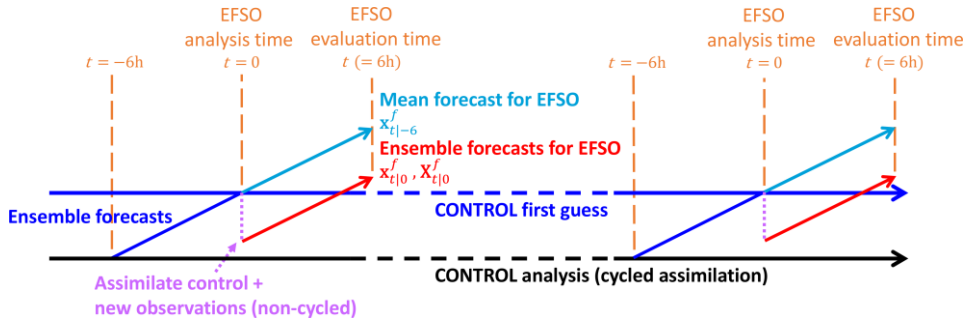 EFSO
analysis time
t = −6h
t = 0
EFSO
evaluation time
t (= 6h)
Mean forecast for EFSO
x^f_{t|−6}
Ensemble forecasts for EFSO
x^f_{t|0} , X^f_{t|0}
Ensemble forecasts
CONTROL first guess
Assimilate control +
new observations (non-cycled)
CONTROL analysis (cycled assimilation)
EFSO
analysis time
t = −6h
t = 0
EFSO
evaluation time
t (= 6h)